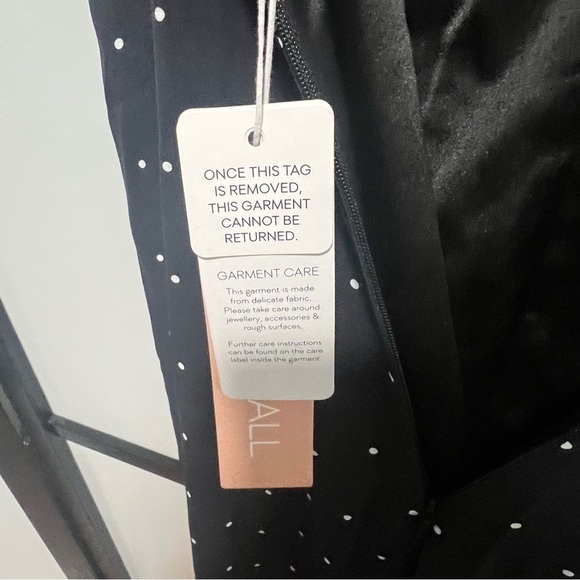 ONCE THIS TAG
IS REMOVED,
THIS GARMENT
CANNOT BE
RETURNED.
GARMENT CARE
This garment is made
from delicate fabric.
Please take care around
jewellery, accessories &
rough surfaces.
Further care instructions
can be found on the care
label inside the garment
ALL